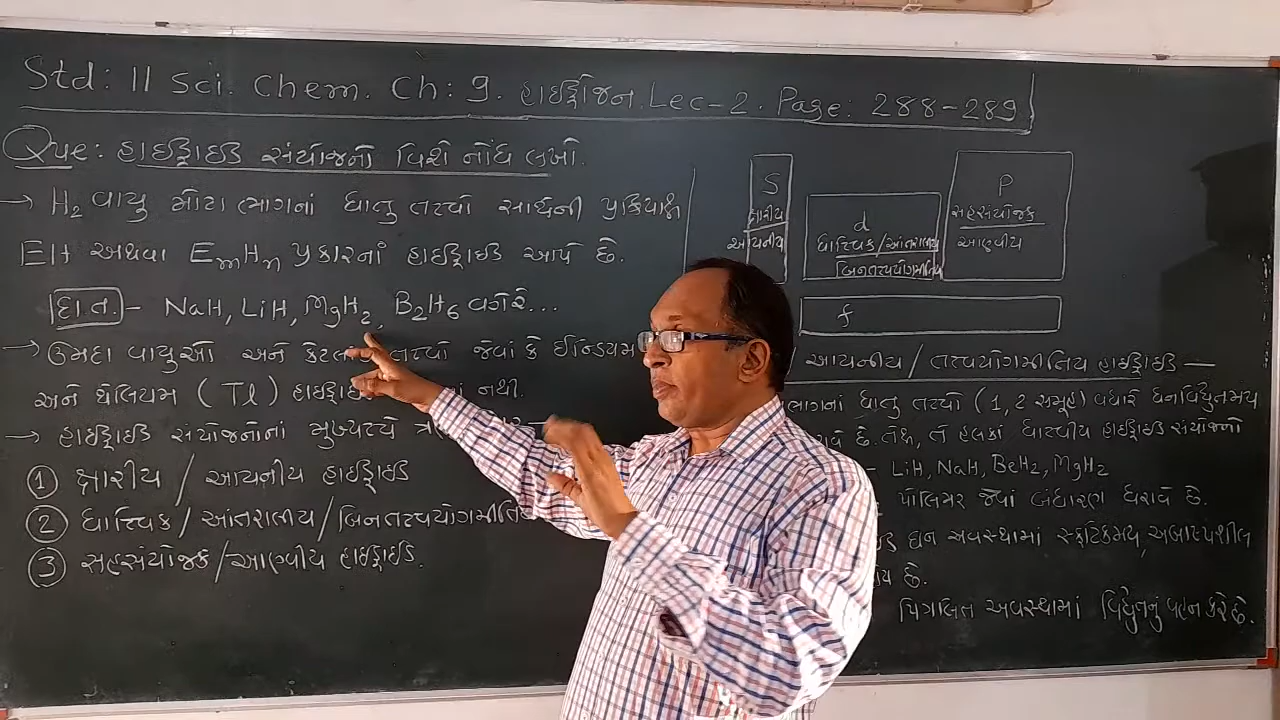 Std: 11 Sci. Chem. Ch: 9. હાઇડ્રોજન. Lec-2. Page: 288-289
Que: હાઇડ્રાઇડ સંયોજનો વિશે નોંધ લખો.
→ H₂ વાયુ મોટા ભાગનાં ધાતુ તત્વો સાથેની પ્રક્રિયાથી
EH અથવા EmHn પ્રકારનાં હાઇડ્રાઇડ આપે છે.
દા.ત. - NaH, LiH, MgH₂, B₂H₆ વગેરે...
→ ઉમદા વાયુઓ અને તત્વો જેવાં કે ઈન્ડિયમ
અને થેલિયમ (Tl) નથી.
→ હાઇડ્રાઇડ સંયોજનોનાં મુખ્યત્વે
① ક્ષારીય / આયનીય હાઇડ્રાઇડ
② ધાત્વિક / આંતરાલીય / બિનતત્વયોગમીતિય
③ સહસંયોજક / આણ્વીય હાઇડ્રાઇડ.
S
ક્ષારીય
આયનીય
d
ધાત્વિક/આંતરાલીય
બિનતત્વયોગમીતિય
P
સહસંયોજક
આણ્વીય
f
આયનીય / તત્વયોગમીતિય હાઇડ્રાઇડ —
ભાગનાં ધાતુ તત્વો (1, 2 સમૂહ) વધારે ધનવિદ્યુતમય
છે. તેથી, તે હલકાં ધાત્વીય હાઇડ્રાઇડ સંયોજનો
- LiH, NaH, BeH₂, MgH₂
પોલિમર જેવાં બંધારણ ધરાવે છે.
ઘન અવસ્થામાં સ્ફટિકમય, અબાષ્પશીલ
છે.
પિગલિત અવસ્થામાં વિદ્યુતનું વહન કરે છે.